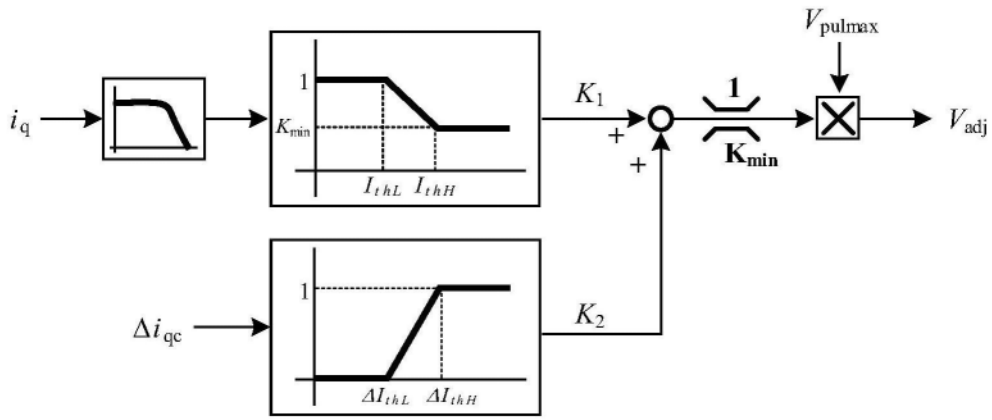 V_pulmax
i_q
1
K_min
I_thL I_thH
K_1
+
+
1
K_min
V_adj
Δi_qc
1
ΔI_thL ΔI_thH
K_2